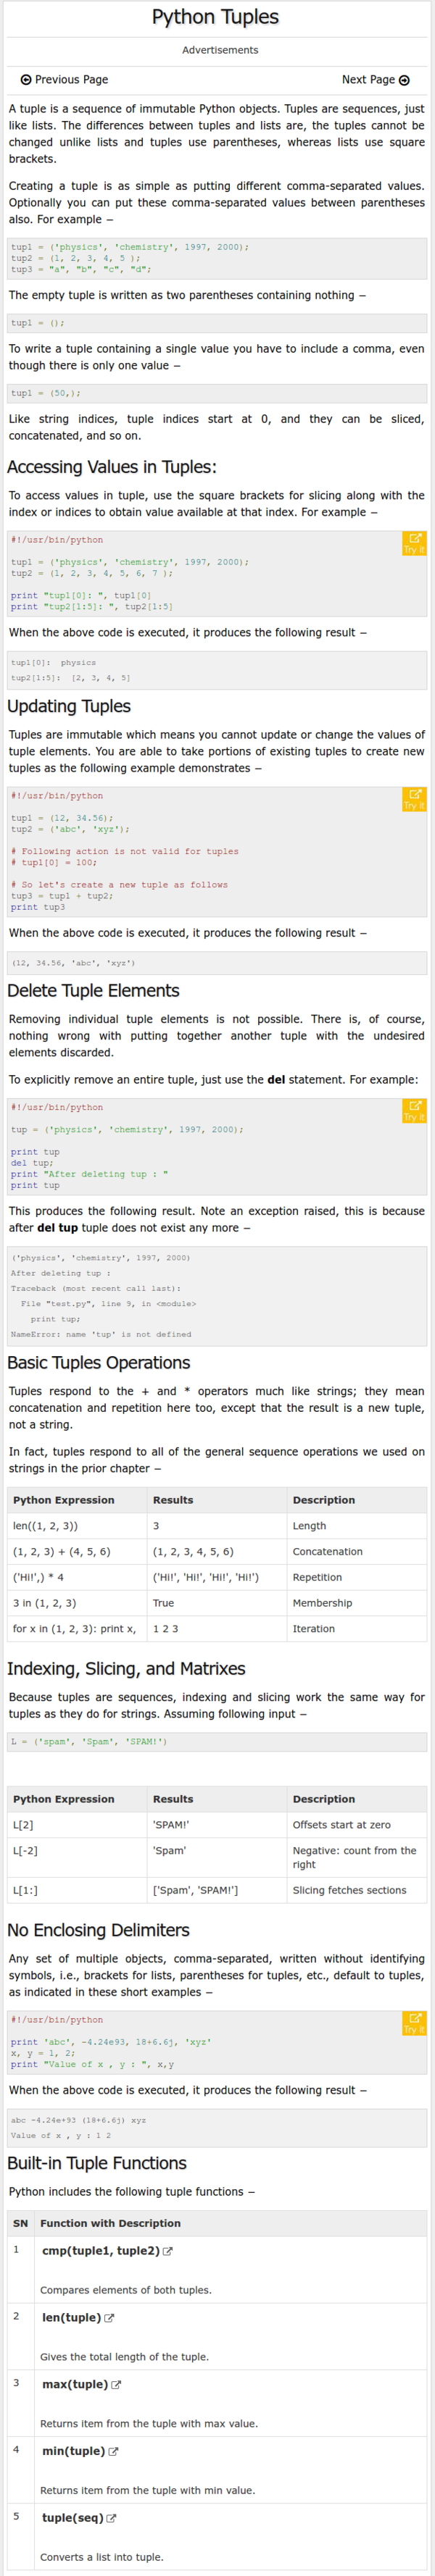 Python Tuples
Advertisements
Previous Page
Next Page
A tuple is a sequence of immutable Python objects. Tuples are sequences, just
like lists. The differences between tuples and lists are, the tuples cannot be
changed unlike lists and tuples use parentheses, whereas lists use square
brackets.
Creating a tuple is as simple as putting different comma-separated values.
Optionally you can put these comma-separated values between parentheses
also. For example −
tup1 = ('physics', 'chemistry', 1997, 2000);
tup2 = (1, 2, 3, 4, 5 );
tup3 = "a", "b", "c", "d";
The empty tuple is written as two parentheses containing nothing −
tup1 = ();
To write a tuple containing a single value you have to include a comma, even
though there is only one value −
tup1 = (50,);
Like string indices, tuple indices start at 0, and they can be sliced,
concatenated, and so on.
Accessing Values in Tuples:
To access values in tuple, use the square brackets for slicing along with the
index or indices to obtain value available at that index. For example −
#!/usr/bin/python
Try it
tup1 = ('physics', 'chemistry', 1997, 2000);
tup2 = (1, 2, 3, 4, 5, 6, 7 );
print "tup1[0]: ", tup1[0]
print "tup2[1:5]: ", tup2[1:5]
When the above code is executed, it produces the following result −
tup1[0]:  physics
tup2[1:5]:  [2, 3, 4, 5]
Updating Tuples
Tuples are immutable which means you cannot update or change the values of
tuple elements. You are able to take portions of existing tuples to create new
tuples as the following example demonstrates −
#!/usr/bin/python
Try it
tup1 = (12, 34.56);
tup2 = ('abc', 'xyz');
# Following action is not valid for tuples
# tup1[0] = 100;
# So let's create a new tuple as follows
tup3 = tup1 + tup2;
print tup3
When the above code is executed, it produces the following result −
(12, 34.56, 'abc', 'xyz')
Delete Tuple Elements
Removing individual tuple elements is not possible. There is, of course,
nothing wrong with putting together another tuple with the undesired
elements discarded.
To explicitly remove an entire tuple, just use the del statement. For example:
#!/usr/bin/python
Try it
tup = ('physics', 'chemistry', 1997, 2000);
print tup
del tup;
print "After deleting tup : "
print tup
This produces the following result. Note an exception raised, this is because
after del tup tuple does not exist any more −
('physics', 'chemistry', 1997, 2000)
After deleting tup :
Traceback (most recent call last):
  File "test.py", line 9, in <module>
    print tup;
NameError: name 'tup' is not defined
Basic Tuples Operations
Tuples respond to the + and * operators much like strings; they mean
concatenation and repetition here too, except that the result is a new tuple,
not a string.
In fact, tuples respond to all of the general sequence operations we used on
strings in the prior chapter −
Python Expression Results Description
len((1, 2, 3)) 3 Length
(1, 2, 3) + (4, 5, 6) (1, 2, 3, 4, 5, 6) Concatenation
('Hi!',) * 4 ('Hi!', 'Hi!', 'Hi!', 'Hi!') Repetition
3 in (1, 2, 3) True Membership
for x in (1, 2, 3): print x, 1 2 3 Iteration
Indexing, Slicing, and Matrixes
Because tuples are sequences, indexing and slicing work the same way for
tuples as they do for strings. Assuming following input −
L = ('spam', 'Spam', 'SPAM!')
Python Expression Results Description
L[2] 'SPAM!' Offsets start at zero
L[-2] 'Spam' Negative: count from the
right
L[1:] ['Spam', 'SPAM!'] Slicing fetches sections
No Enclosing Delimiters
Any set of multiple objects, comma-separated, written without identifying
symbols, i.e., brackets for lists, parentheses for tuples, etc., default to tuples,
as indicated in these short examples −
#!/usr/bin/python
Try it
print 'abc', -4.24e93, 18+6.6j, 'xyz'
x, y = 1, 2;
print "Value of x , y : ", x,y
When the above code is executed, it produces the following result −
abc -4.24e+93 (18+6.6j) xyz
Value of x , y : 1 2
Built-in Tuple Functions
Python includes the following tuple functions −
SN Function with Description
1 cmp(tuple1, tuple2)
Compares elements of both tuples.
2 len(tuple)
Gives the total length of the tuple.
3 max(tuple)
Returns item from the tuple with max value.
4 min(tuple)
Returns item from the tuple with min value.
5 tuple(seq)
Converts a list into tuple.